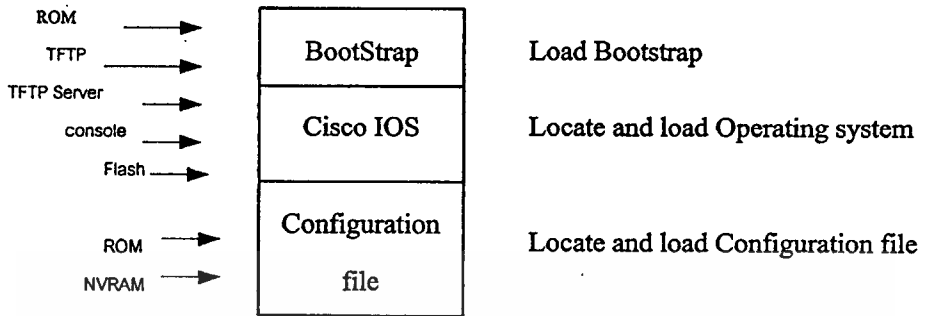 ROM
BootStrap
Load Bootstrap
TFTP
TFTP Server
Cisco IOS
Locate and load Operating system
console
Flash
Configuration
file
Locate and load Configuration file
ROM
NVRAM